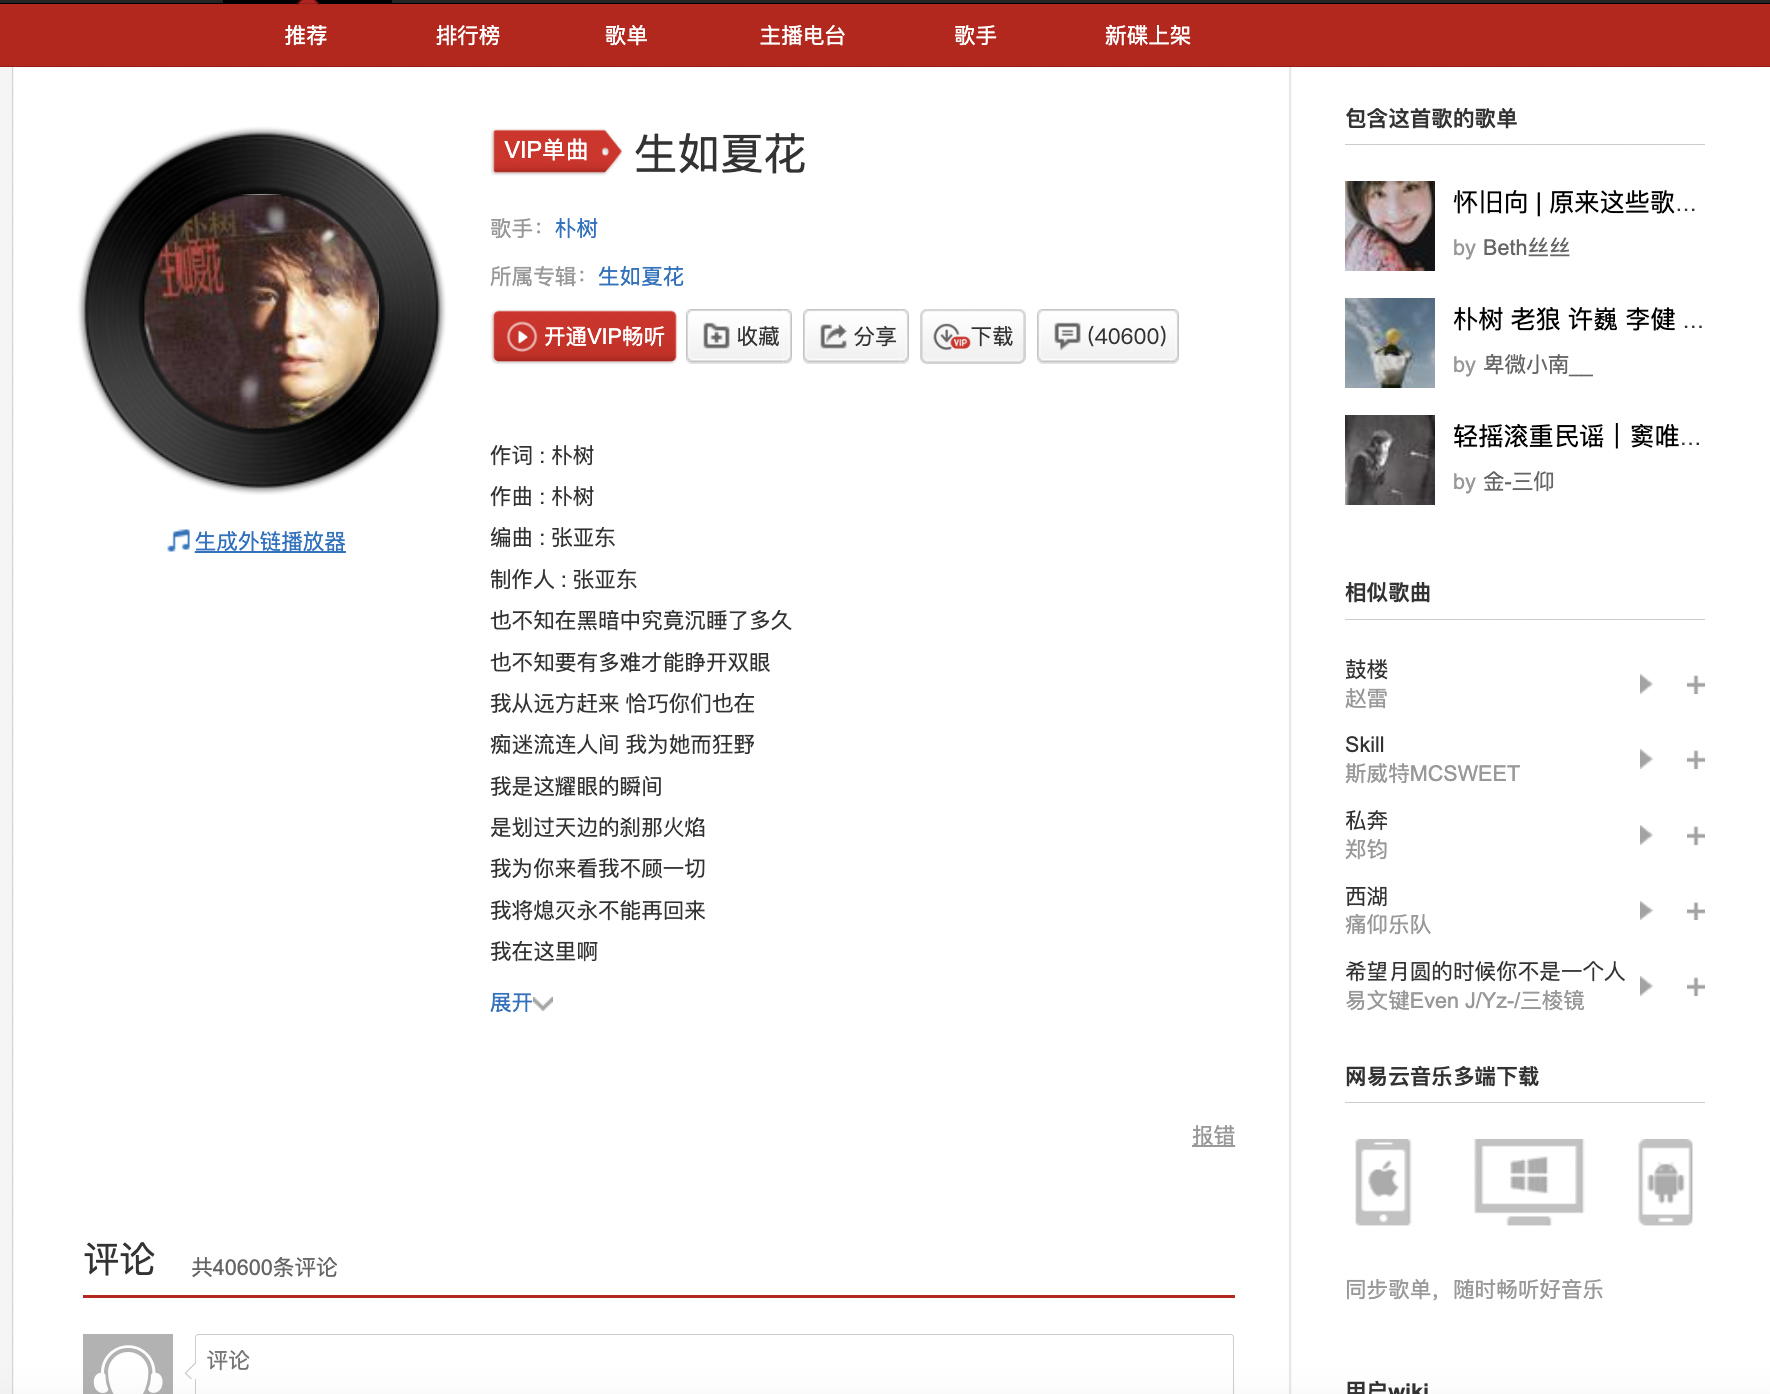 推荐
排行榜
歌单
主播电台
歌手
新碟上架
VIP单曲
生如夏花
歌手：朴树
所属专辑：生如夏花
开通VIP畅听
收藏
分享
下载
(40600)
朴树
生如夏花
生成外链播放器
作词 : 朴树
作曲 : 朴树
编曲 : 张亚东
制作人 : 张亚东
也不知在黑暗中究竟沉睡了多久
也不知要有多难才能睁开双眼
我从远方赶来 恰巧你们也在
痴迷流连人间 我为她而狂野
我是这耀眼的瞬间
是划过天边的刹那火焰
我为你来看我不顾一切
我将熄灭永不能再回来
我在这里啊
展开
报错
评论
共40600条评论
评论
包含这首歌的歌单
怀旧向 | 原来这些歌...
by Beth丝丝
朴树 老狼 许巍 李健 ...
by 卑微小南__
轻摇滚重民谣｜窦唯...
by 金-三仰
相似歌曲
鼓楼
赵雷
Skill
斯威特MCSWEET
私奔
郑钧
西湖
痛仰乐队
希望月圆的时候你不是一个人
易文键Even J/Yz-/三棱镜
网易云音乐多端下载
VIP
同步歌单，随时畅听好音乐
用户wiki